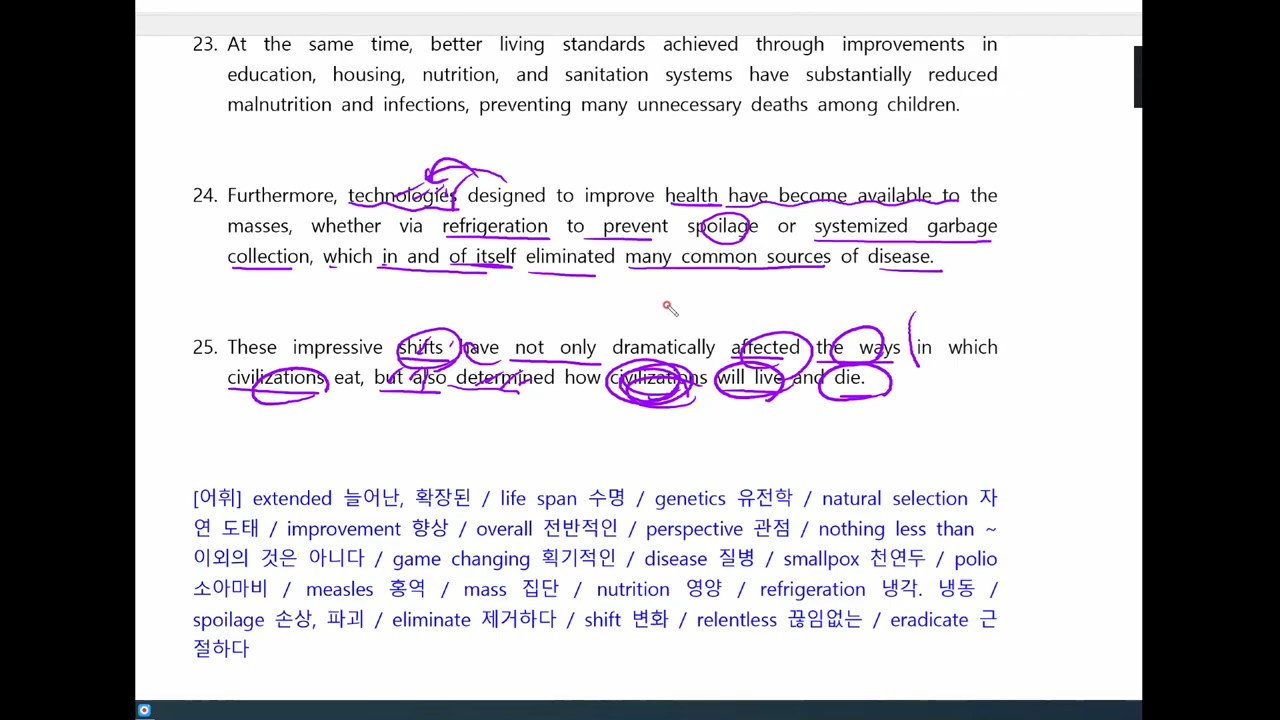 23. At the same time, better living standards achieved through improvements in
education, housing, nutrition, and sanitation systems have substantially reduced
malnutrition and infections, preventing many unnecessary deaths among children.
24. Furthermore, technologies designed to improve health have become available to the
masses, whether via refrigeration to prevent spoilage or systemized garbage
collection, which in and of itself eliminated many common sources of disease.
25. These impressive shifts have not only dramatically affected the ways in which
civilizations eat, but also determined how civilizations will live and die.
[어휘] extended 늘어난, 확장된 / life span 수명 / genetics 유전학 / natural selection 자
연 도태 / improvement 향상 / overall 전반적인 / perspective 관점 / nothing less than ~
이외의 것은 아니다 / game changing 획기적인 / disease 질병 / smallpox 천연두 / polio
소아마비 / measles 홍역 / mass 집단 / nutrition 영양 / refrigeration 냉각. 냉동 /
spoilage 손상, 파괴 / eliminate 제거하다 / shift 변화 / relentless 끊임없는 / eradicate 근
절하다